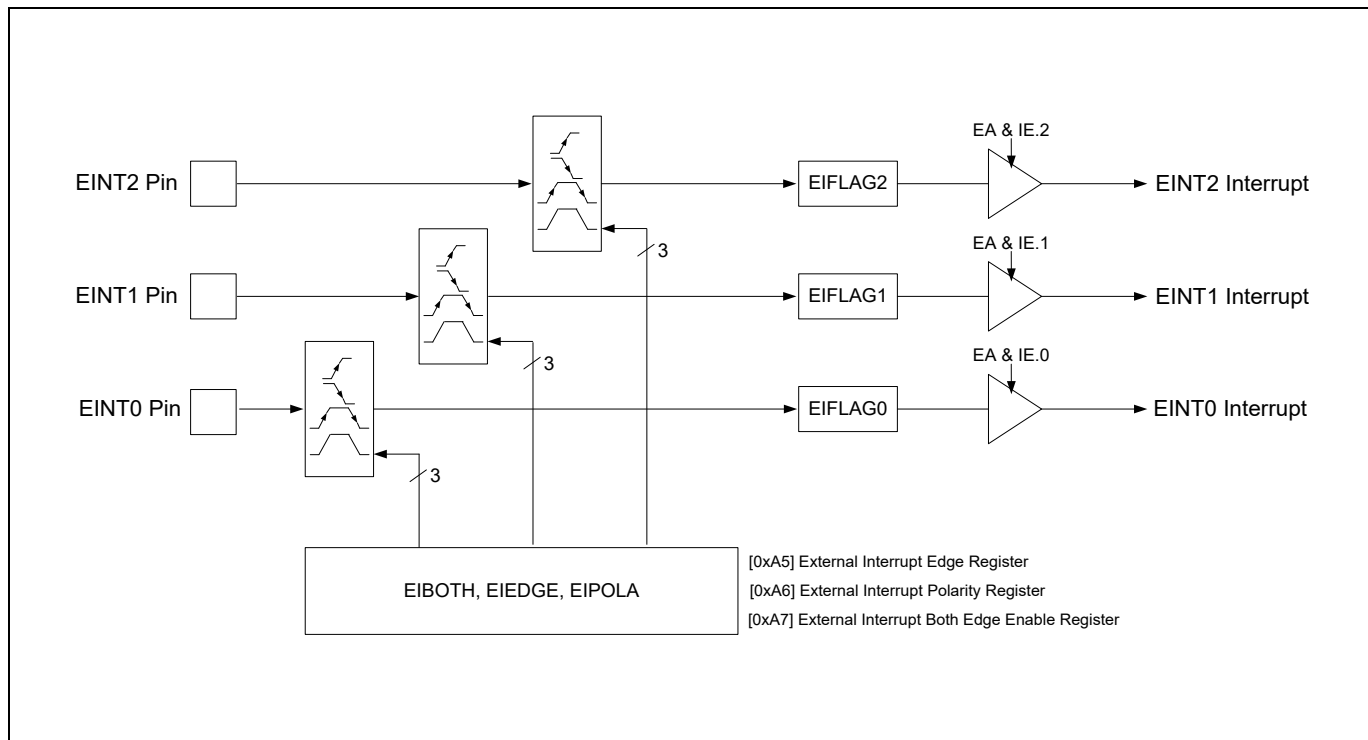 EA & IE.2
EINT2 Pin
EIFLAG2
EINT2 Interrupt
3
EA & IE.1
EINT1 Pin
EIFLAG1
EINT1 Interrupt
3
EA & IE.0
EINT0 Pin
EIFLAG0
EINT0 Interrupt
3
EIBOTH, EIEDGE, EIPOLA
[0xA5] External Interrupt Edge Register
[0xA6] External Interrupt Polarity Register
[0xA7] External Interrupt Both Edge Enable Register